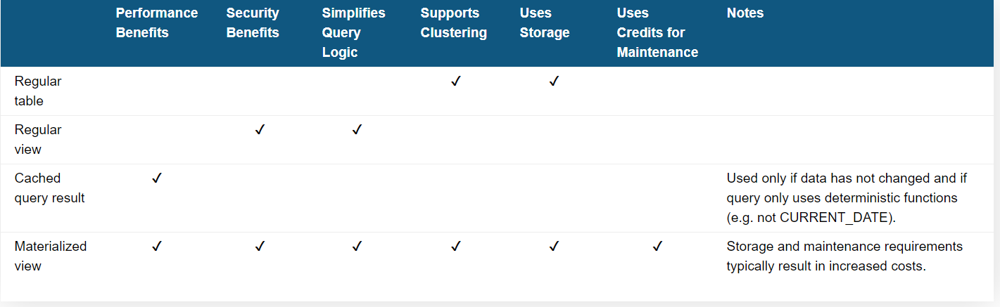 Performance Benefits | Security Benefits | Simplifies Query Logic | Supports Clustering | Uses Storage | Uses Credits for Maintenance | Notes
Regular table | | | | ✓ | ✓ | |
Regular view | | ✓ | ✓ | | | |
Cached query result | ✓ | | | | | | Used only if data has not changed and if query only uses deterministic functions (e.g. not CURRENT_DATE).
Materialized view | ✓ | ✓ | ✓ | ✓ | ✓ | ✓ | Storage and maintenance requirements typically result in increased costs.